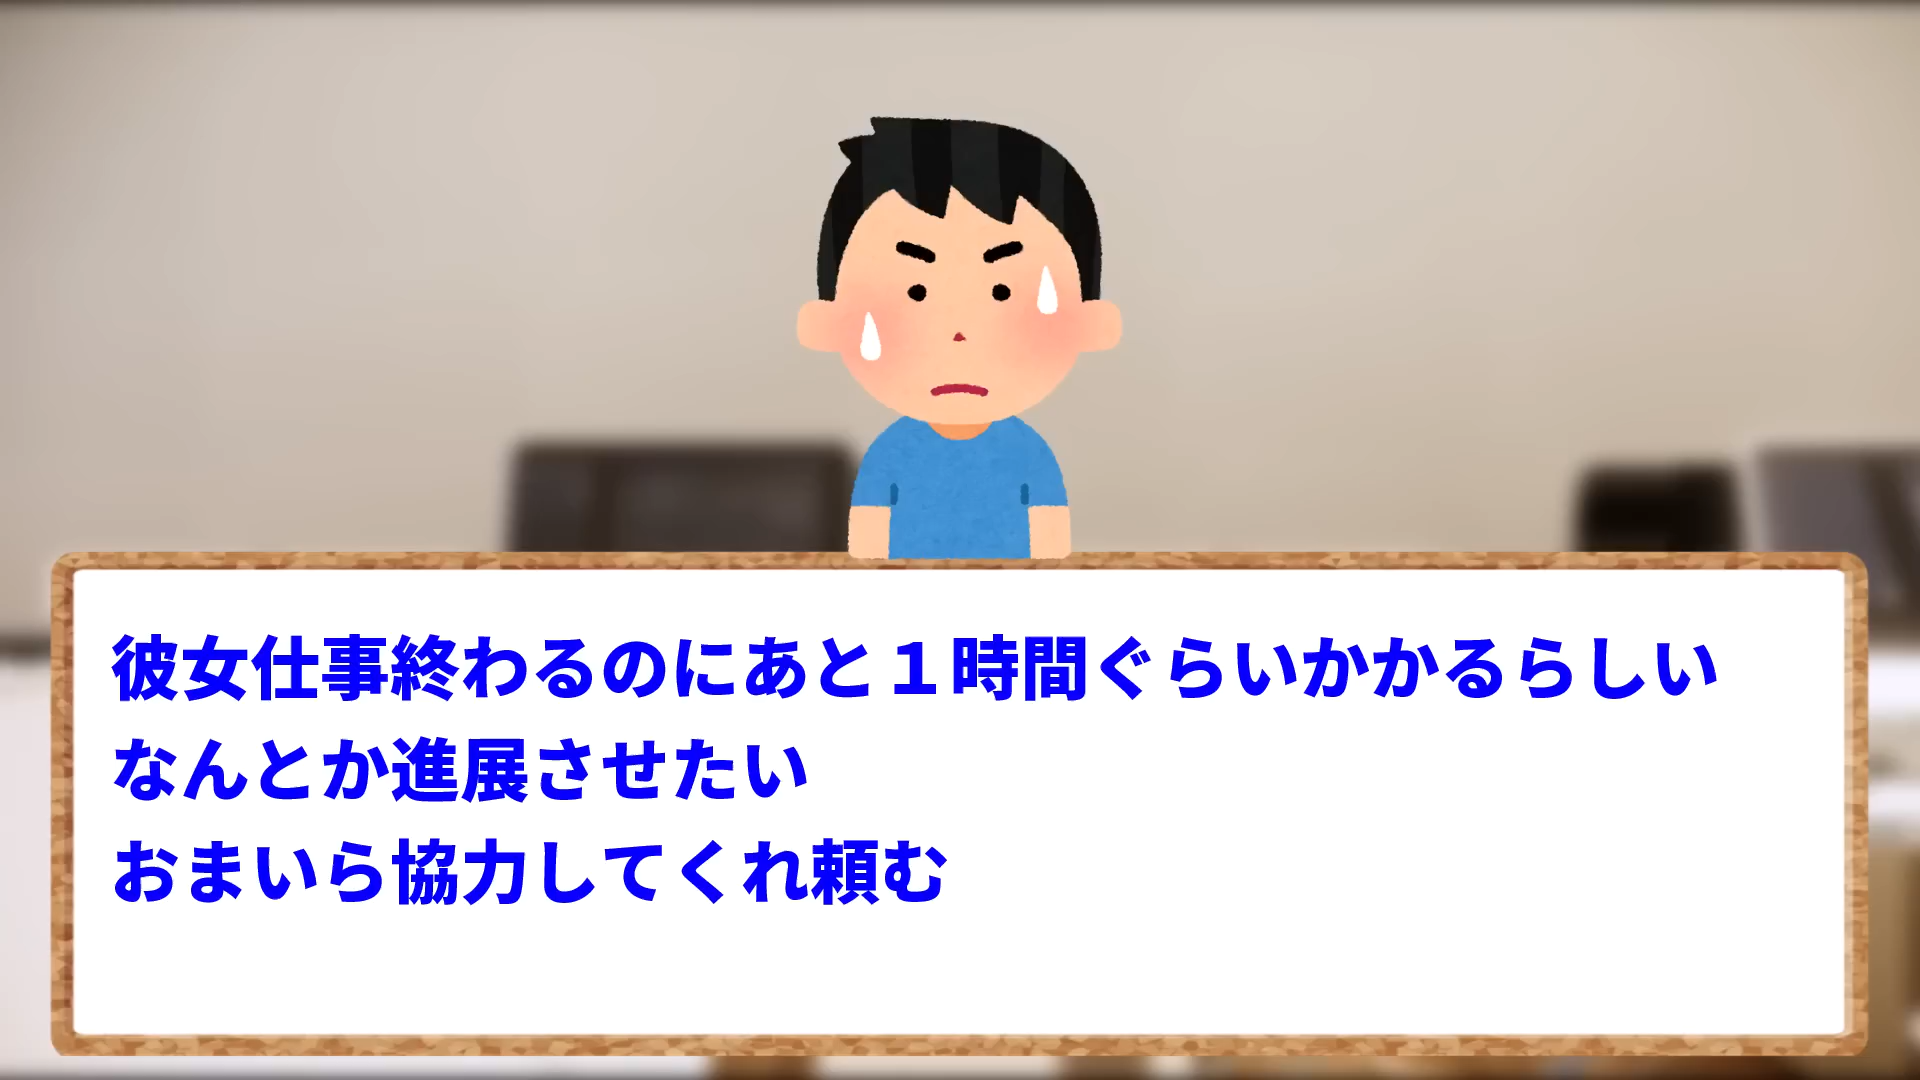 彼女仕事終わるのにあと１時間ぐらいかかるらしい
なんとか進展させたい
おまいら協力してくれ頼む